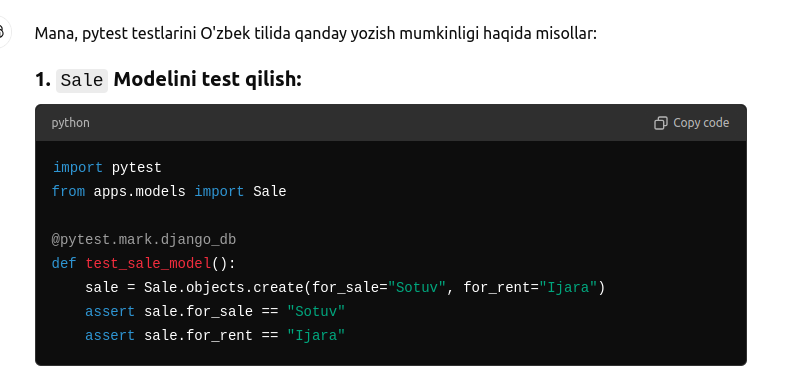 Mana, pytest testlarini O'zbek tilida qanday yozish mumkinligi haqida misollar:
1. Sale Modelini test qilish:
python
Copy code
import pytest
from apps.models import Sale
@pytest.mark.django_db
def test_sale_model():
    sale = Sale.objects.create(for_sale="Sotuv", for_rent="Ijara")
    assert sale.for_sale == "Sotuv"
    assert sale.for_rent == "Ijara"